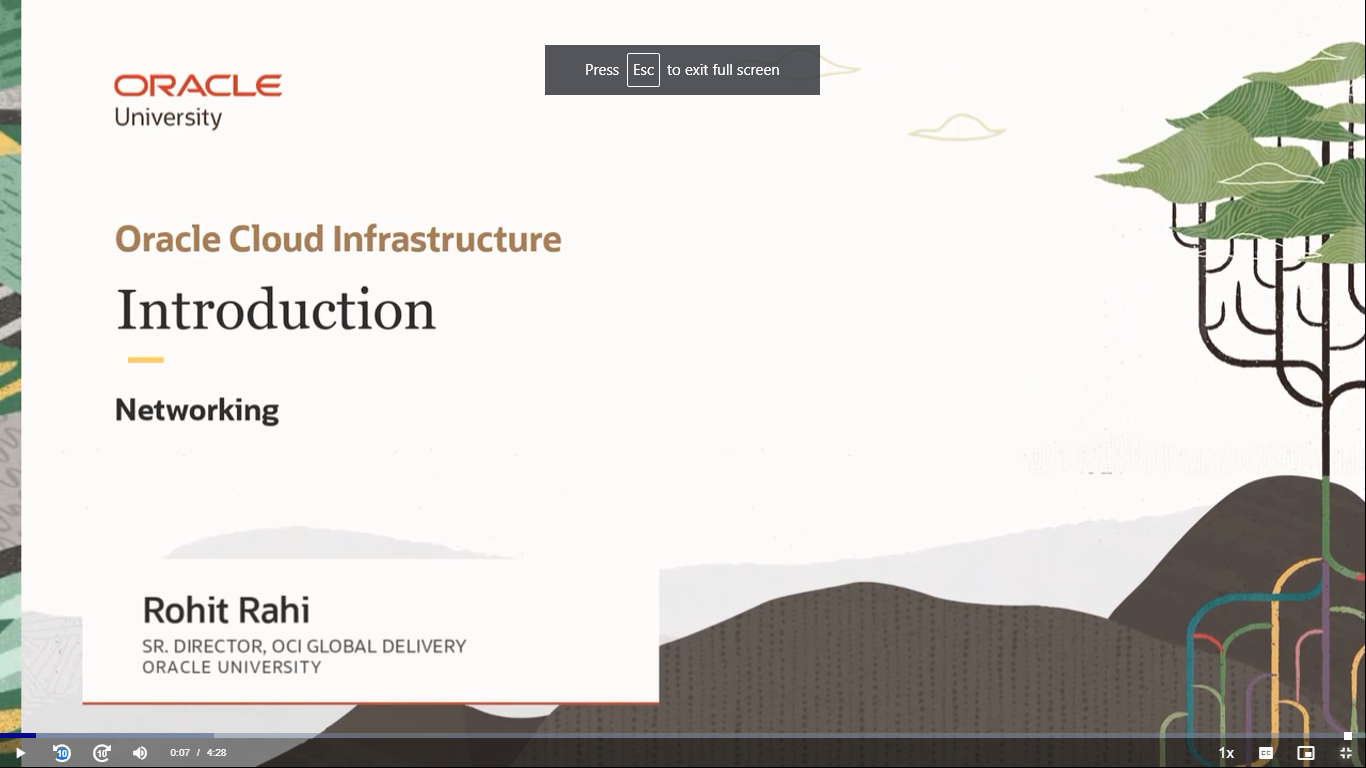 Press Esc to exit full screen
ORACLE
University
Oracle Cloud Infrastructure
Introduction
Networking
Rohit Rahi
SR. DIRECTOR, OCI GLOBAL DELIVERY
ORACLE UNIVERSITY
10 10 0:07 / 4:28 1x CC